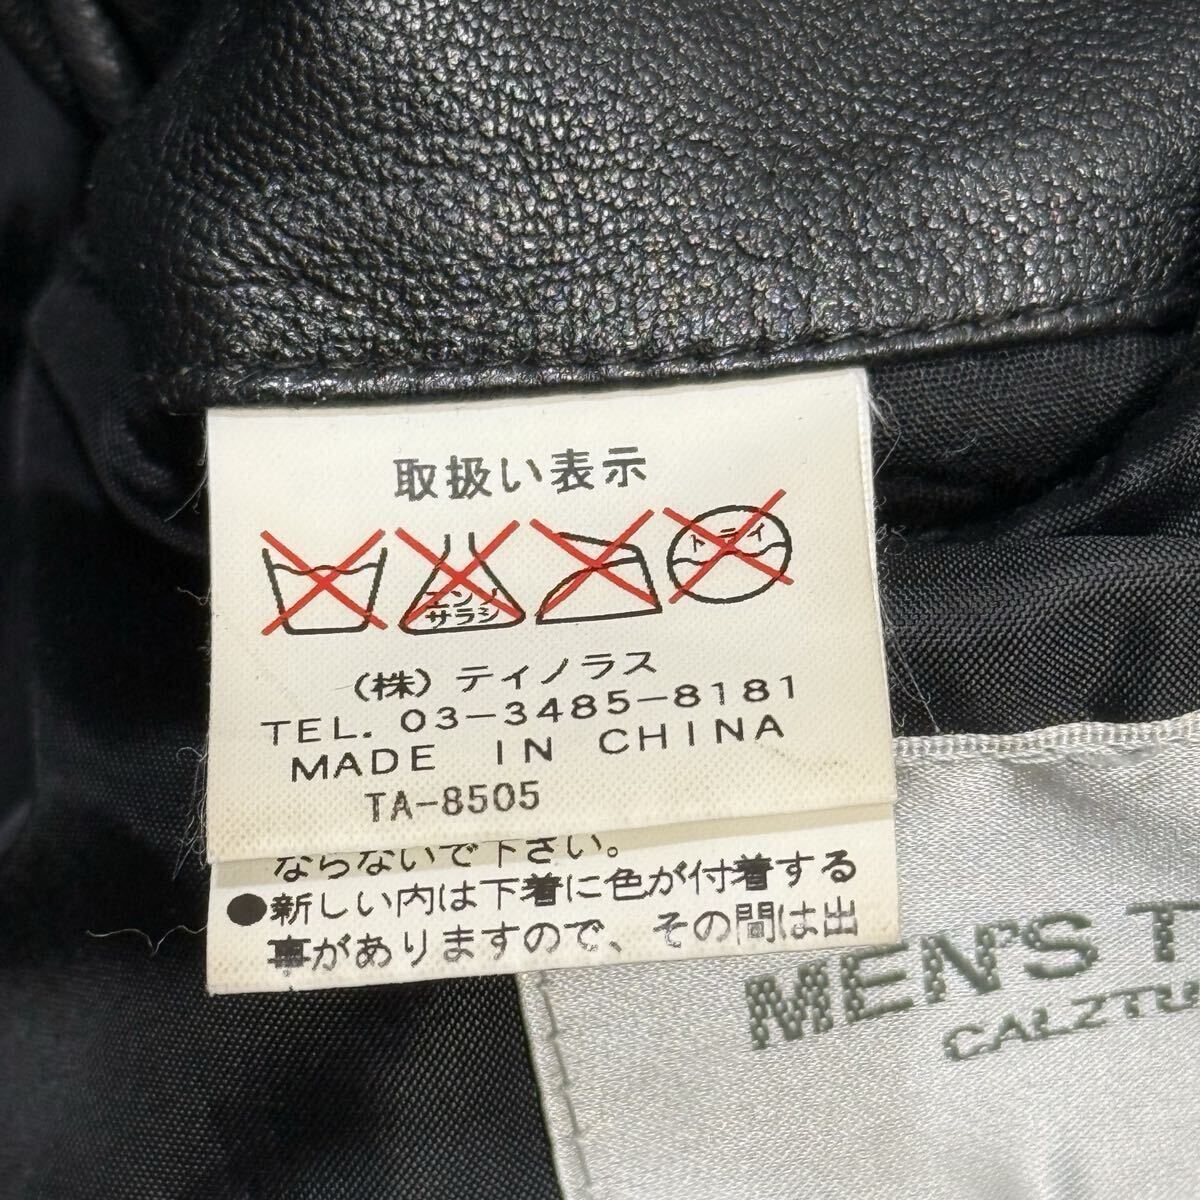 取扱い表示
エンソ
サラシ
ドライ
（株）ティノラス
TEL. 03-3485-8181
MADE IN CHINA
TA-8505
ならないで下さい。
●新しい内は下着に色が付着する
事がありますので、その間は出
MEN'S T
CALZTU